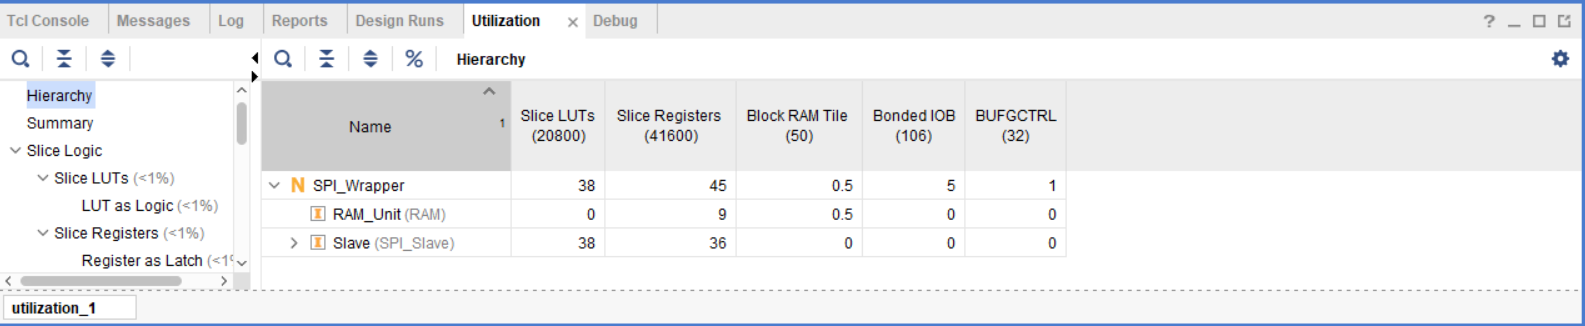 Tcl Console Messages Log Reports Design Runs Utilization × Debug ? _
% Hierarchy
Hierarchy
Summary
Slice Logic
Slice LUTs (<1%)
LUT as Logic (<1%)
Slice Registers (<1%)
Register as Latch (<1
Name 1 Slice LUTs (20800) Slice Registers (41600) Block RAM Tile (50) Bonded IOB (106) BUFGCTRL (32)
N SPI_Wrapper 38 45 0.5 5 1
I RAM_Unit (RAM) 0 9 0.5 0 0
I Slave (SPI_Slave) 38 36 0 0 0
utilization_1